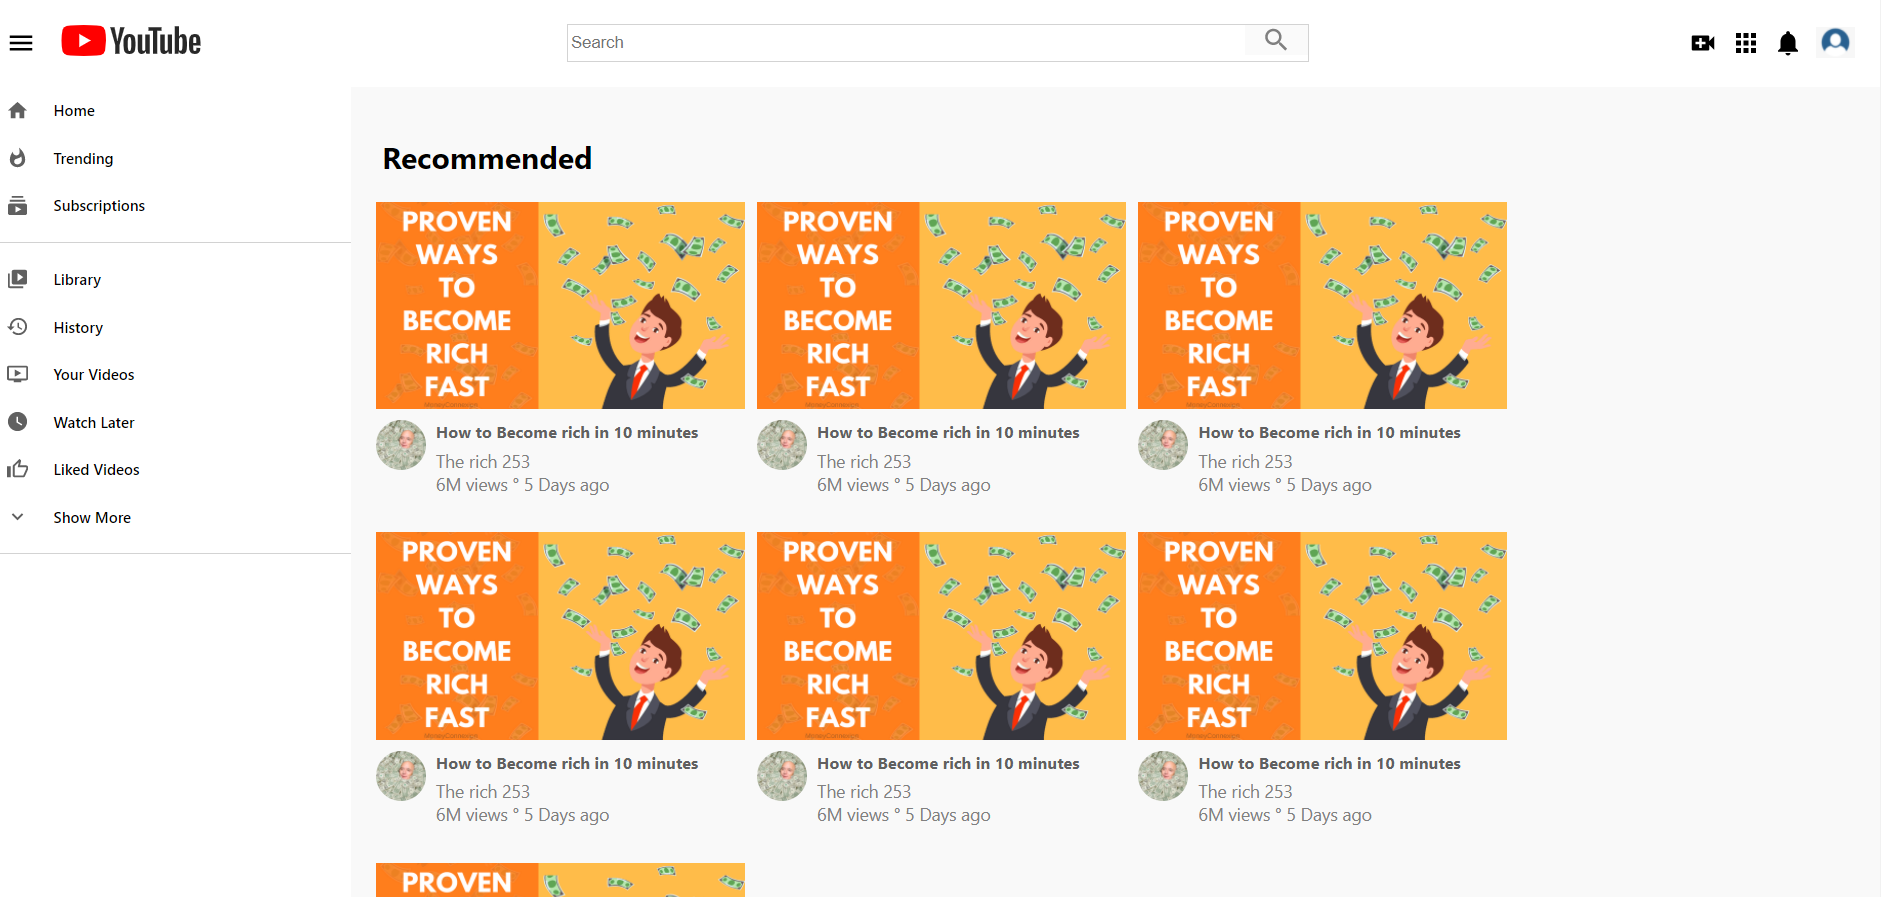 YouTube
Search
Home
Trending
Subscriptions
Library
History
Your Videos
Watch Later
Liked Videos
Show More
Recommended
PROVEN
WAYS
TO
BECOME
RICH
FAST
How to Become rich in 10 minutes
The rich 253
6M views ° 5 Days ago
PROVEN
WAYS
TO
BECOME
RICH
FAST
How to Become rich in 10 minutes
The rich 253
6M views ° 5 Days ago
PROVEN
WAYS
TO
BECOME
RICH
FAST
How to Become rich in 10 minutes
The rich 253
6M views ° 5 Days ago
PROVEN
WAYS
TO
BECOME
RICH
FAST
How to Become rich in 10 minutes
The rich 253
6M views ° 5 Days ago
PROVEN
WAYS
TO
BECOME
RICH
FAST
How to Become rich in 10 minutes
The rich 253
6M views ° 5 Days ago
PROVEN
WAYS
TO
BECOME
RICH
FAST
How to Become rich in 10 minutes
The rich 253
6M views ° 5 Days ago
PROVEN